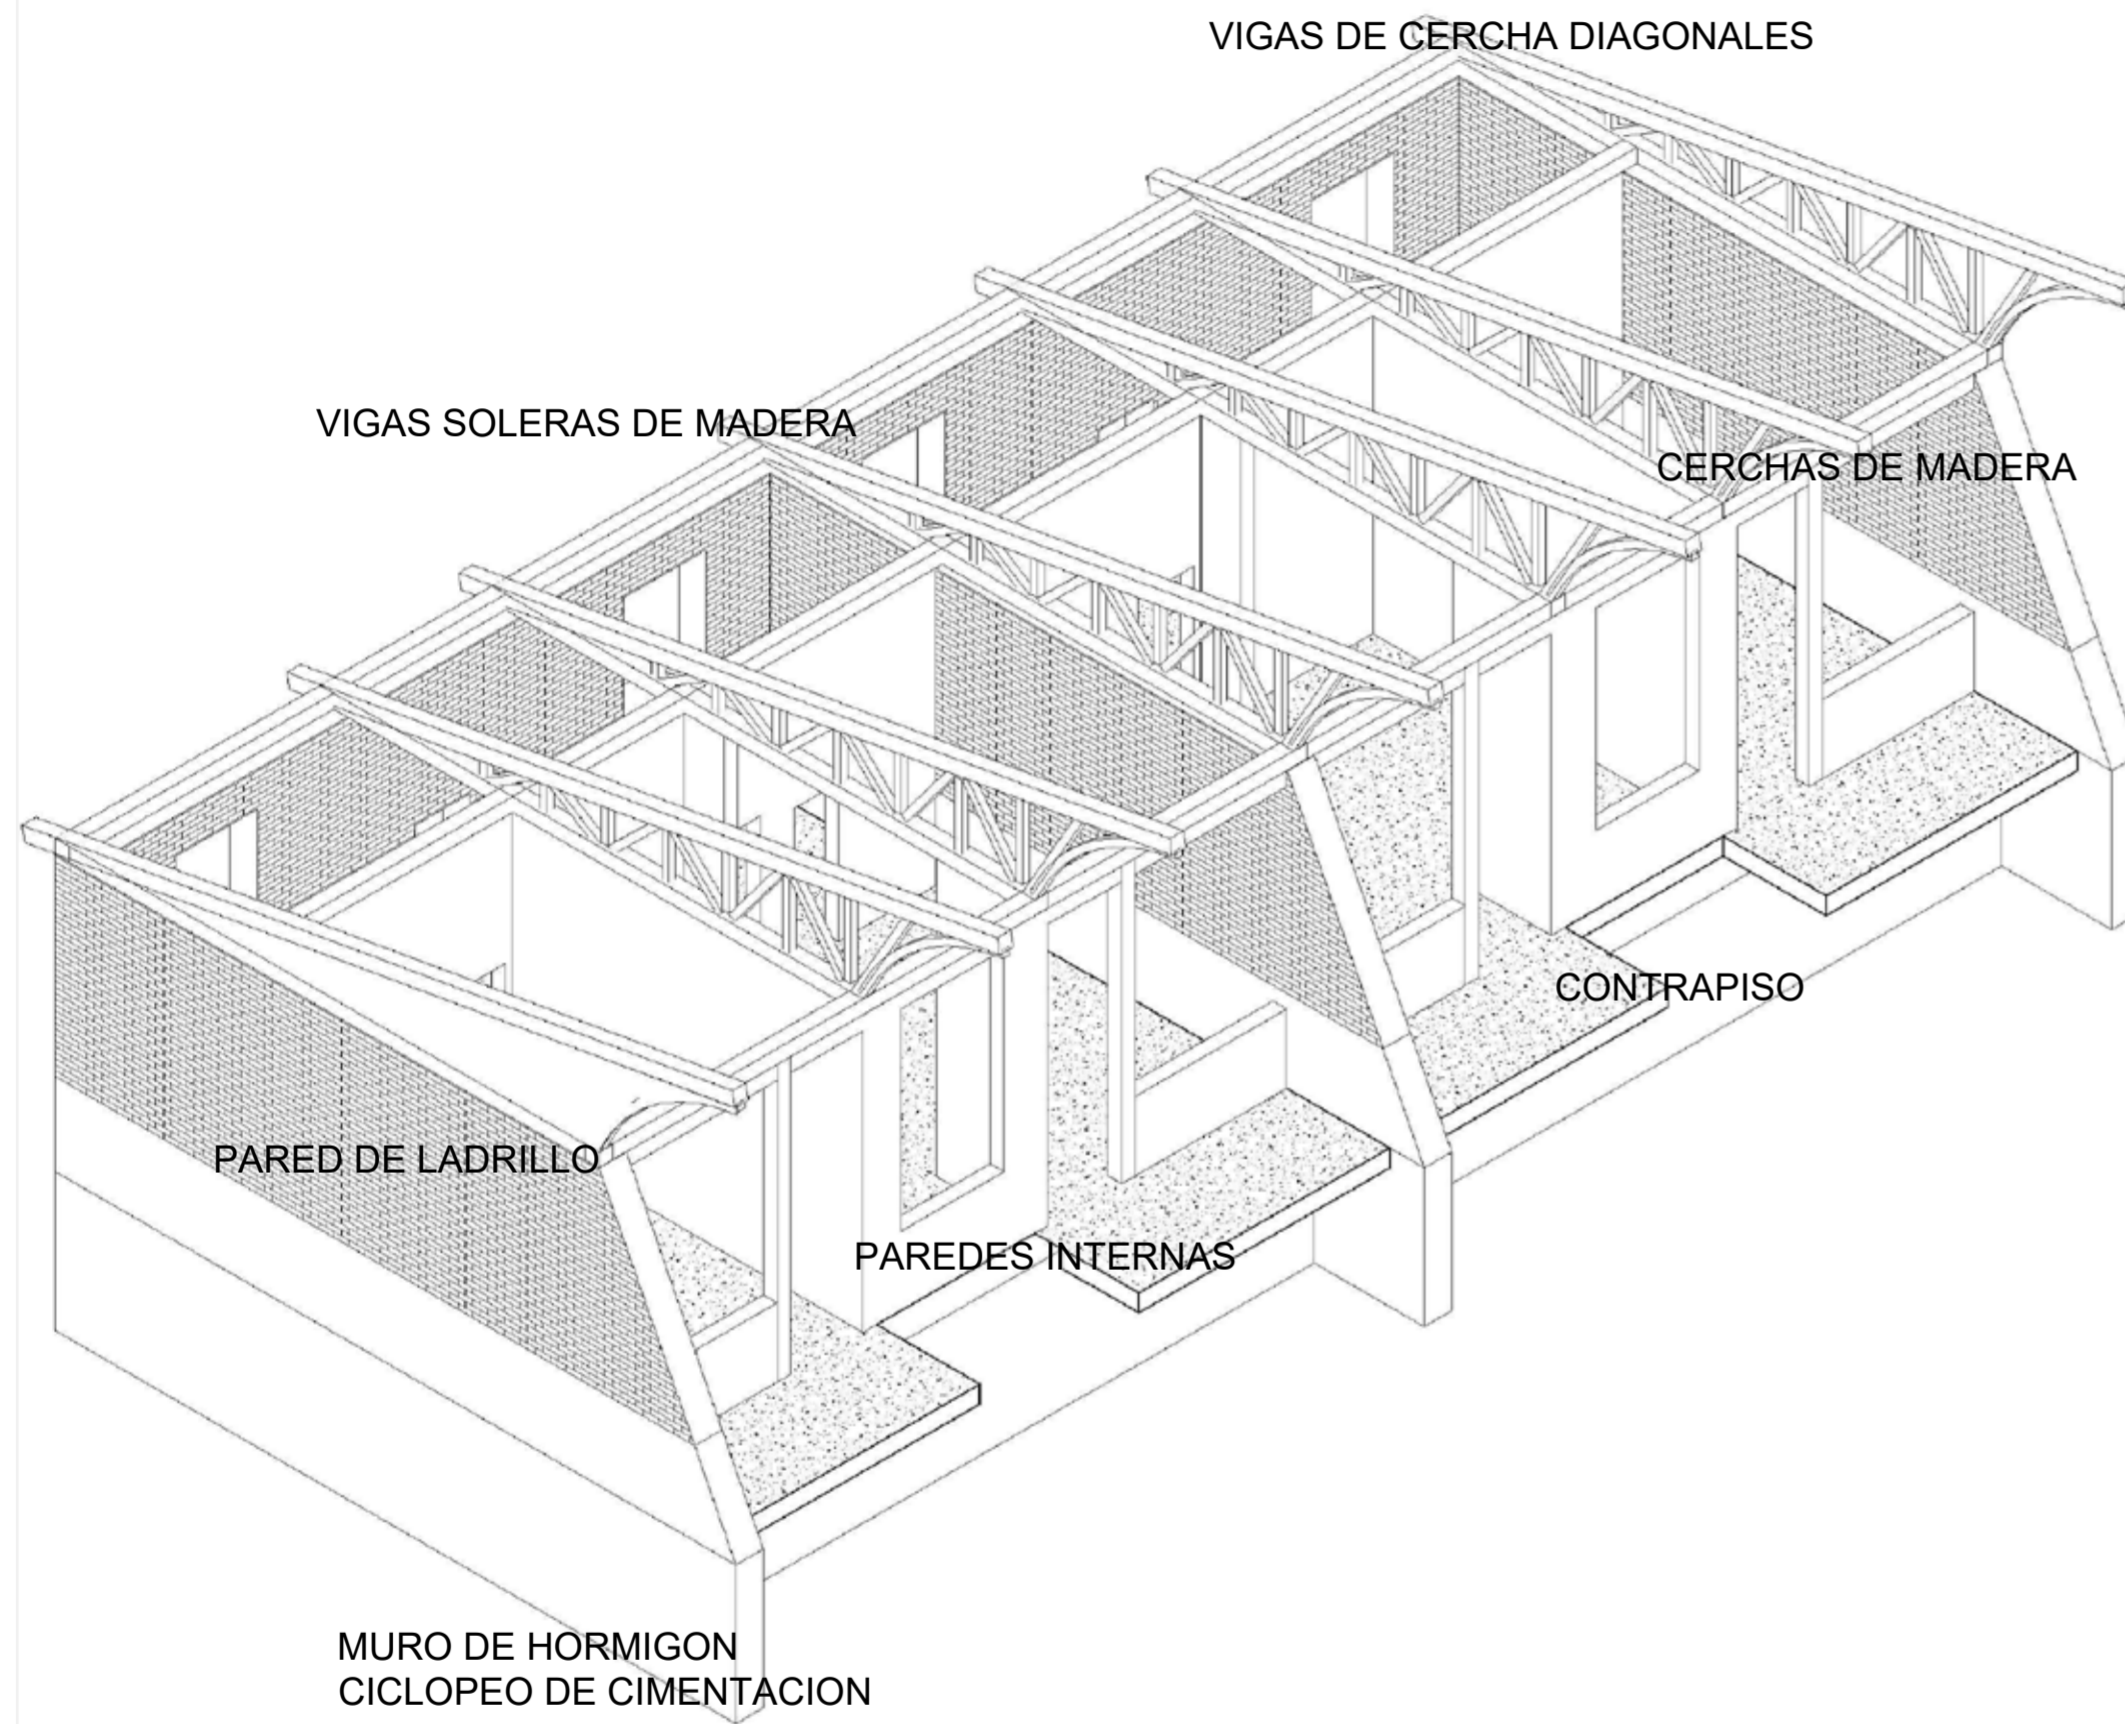 VIGAS DE CERCHA DIAGONALES
VIGAS SOLERAS DE MADERA
CERCHAS DE MADERA
CONTRAPISO
PARED DE LADRILLO
PAREDES INTERNAS
MURO DE HORMIGON
CICLOPEO DE CIMENTACION